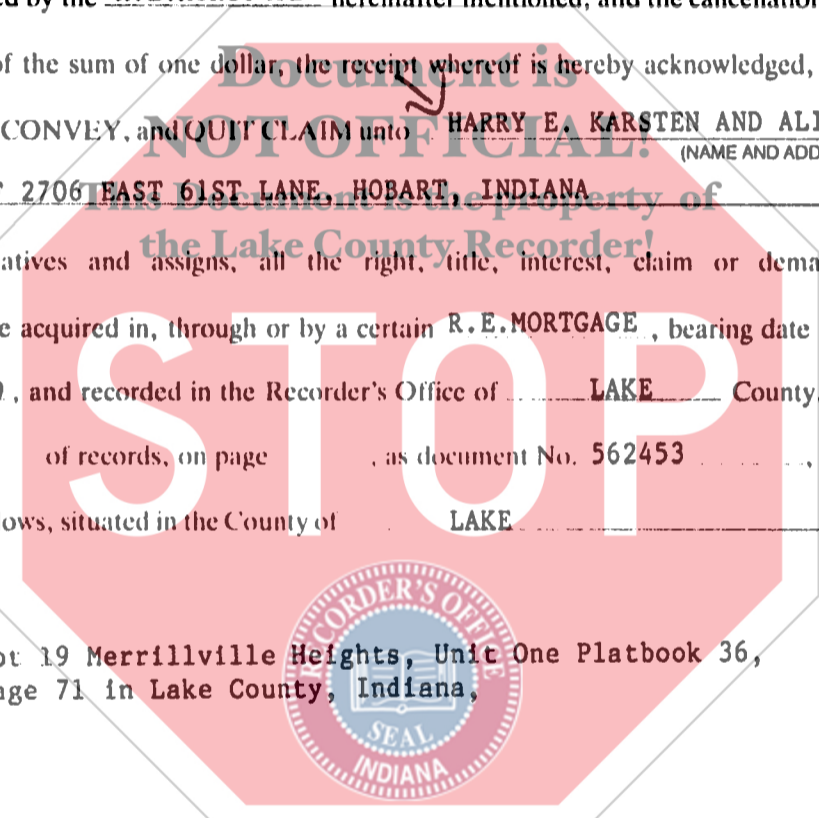 ed by the hereinafter mentioned, and the cancellation
of the sum of one dollar, the receipt whereof is hereby acknowledged,
CONVEY, and QUIT CLAIM unto HARRY E. KARSTEN AND ALI
(NAME AND ADD
2706 EAST 61ST LANE, HOBART, INDIANA
atives and assigns, all the right, title, interest, claim or dema
e acquired in, through or by a certain R.E.MORTGAGE , bearing date
, and recorded in the Recorder's Office of LAKE County,
of records, on page , as document No. 562453 ,
lows, situated in the County of LAKE
ot 19 Merrillville Heights, Unit One Platbook 36,
age 71 in Lake County, Indiana,
Document is
NOT OFFICIAL!
This Document is the property of
the Lake County Recorder!
STOP
RECORDER'S OFFICE
SEAL
INDIANA